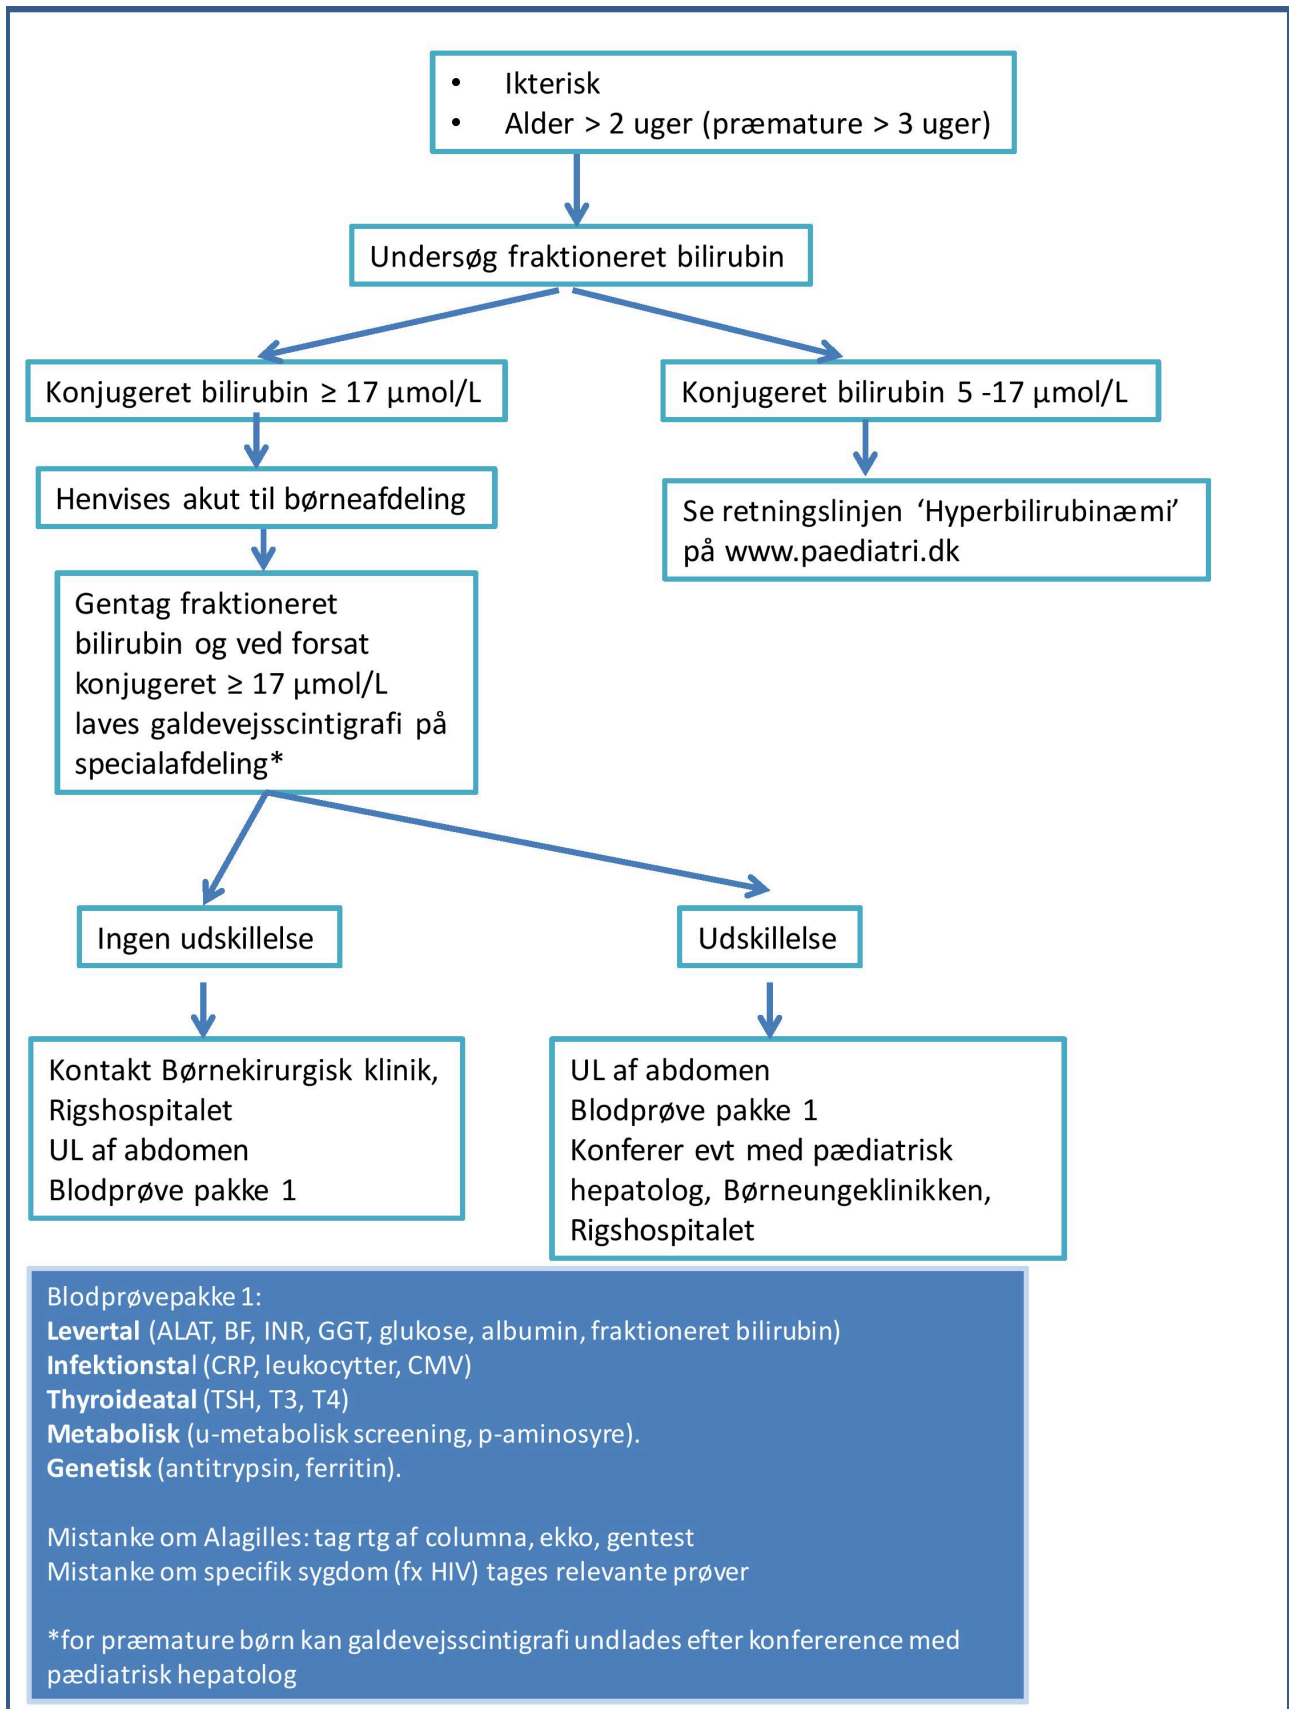 • Ikterisk
• Alder > 2 uger (præmature > 3 uger)
Undersøg fraktioneret bilirubin
Konjugeret bilirubin ≥ 17 µmol/L
Konjugeret bilirubin 5 -17 µmol/L
Henvises akut til børneafdeling
Se retningslinjen ‘Hyperbilirubinæmi’
på www.paediatri.dk
Gentag fraktioneret
bilirubin og ved forsat
konjugeret ≥ 17 µmol/L
laves galdevejsscintigrafi på
specialafdeling*
Ingen udskillelse
Udskillelse
Kontakt Børnekirurgisk klinik,
Rigshospitalet
UL af abdomen
Blodprøve pakke 1
UL af abdomen
Blodprøve pakke 1
Konferer evt med pædiatrisk
hepatolog, Børneungeklinikken,
Rigshospitalet
Blodprøvepakke 1:
Levertal (ALAT, BF, INR, GGT, glukose, albumin, fraktioneret bilirubin)
Infektionstal (CRP, leukocytter, CMV)
Thyroideatal (TSH, T3, T4)
Metabolisk (u-metabolisk screening, p-aminosyre).
Genetisk (antitrypsin, ferritin).
Mistanke om Alagilles: tag rtg af columna, ekko, gentest
Mistanke om specifik sygdom (fx HIV) tages relevante prøver
*for præmature børn kan galdevejsscintigrafi undlades efter konfererence med
pædiatrisk hepatolog